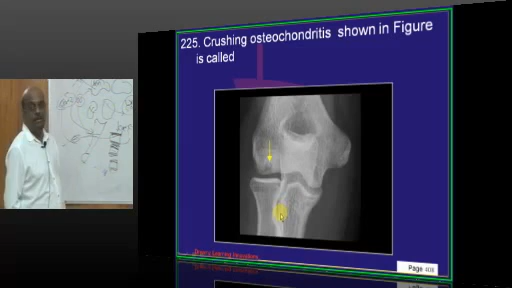 225. Crushing osteochondritis shown in Figure
is called
Page 408